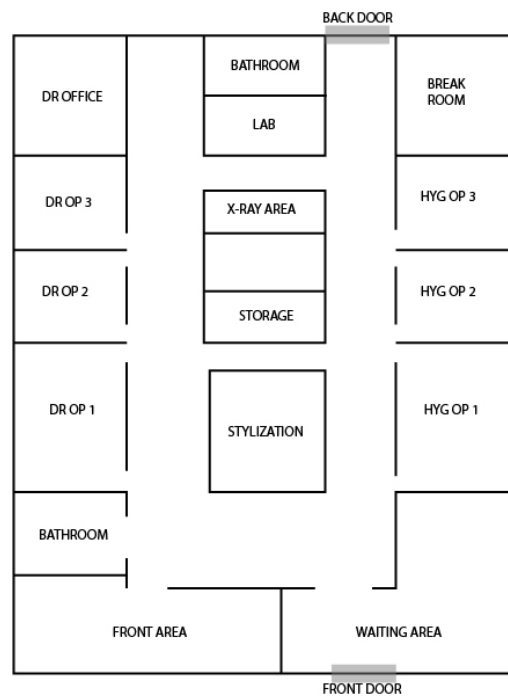 BACK DOOR
BATHROOM
DR OFFICE
BREAK
ROOM
LAB
DR OP 3
X-RAY AREA
HYG OP 3
DR OP 2
HYG OP 2
STORAGE
DR OP 1
HYG OP 1
STYLIZATION
BATHROOM
FRONT AREA
WAITING AREA
FRONT DOOR